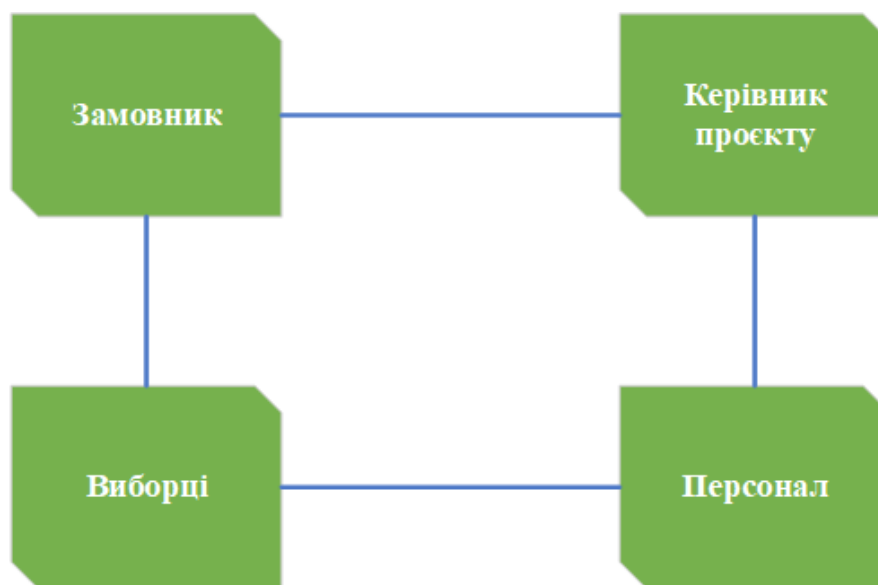 Замовник
Керівник
проєкту
Виборці
Персонал